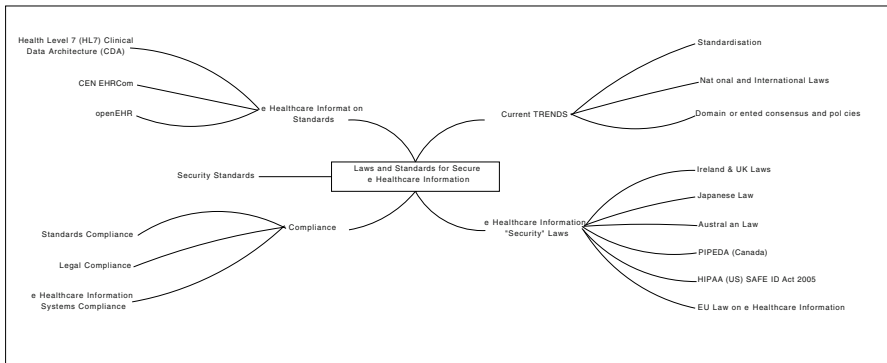 Health Level 7 (HL7) Clinical
Data Architecture (CDA)
CEN EHRCom
openEHR
e Healthcare Informat on
Standards
Security Standards
Compliance
Standards Compliance
Legal Compliance
e Healthcare Information
Systems Compliance
Laws and Standards for Secure
e Healthcare Information
Current TRENDS
Standardisation
Nat onal and International Laws
Domain or ented consensus and pol cies
e Healthcare Information
"Security" Laws
Ireland & UK Laws
Japanese Law
Austral an Law
PIPEDA (Canada)
HIPAA (US) SAFE ID Act 2005
EU Law on e Healthcare Information